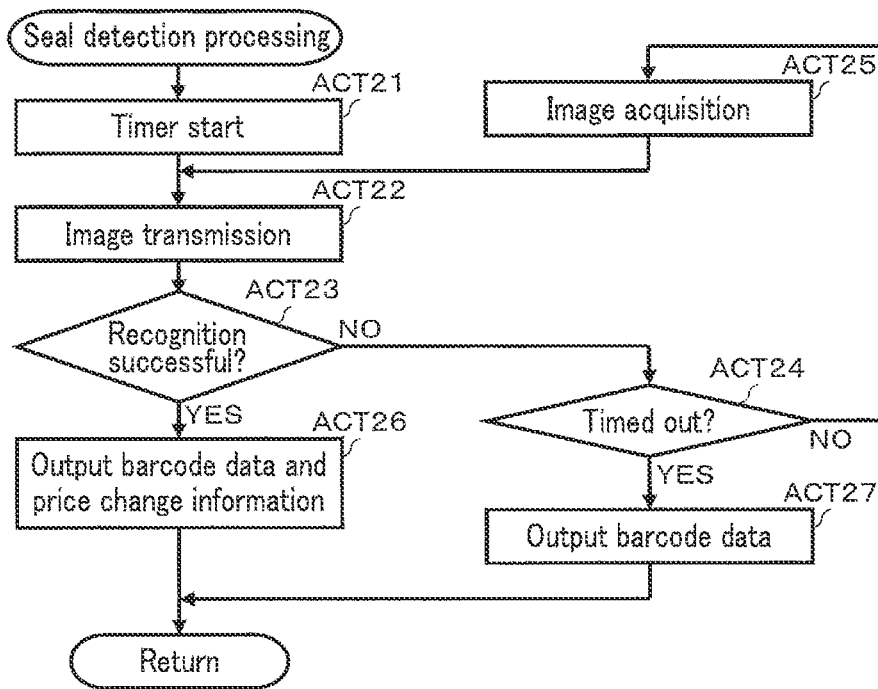 Seal detection processing
ACT21
Timer start
ACT25
Image acquisition
ACT22
Image transmission
ACT23
Recognition
successful?
NO
YES
ACT24
Timed out?
NO
YES
ACT26
Output barcode data and
price change information
ACT27
Output barcode data
Return